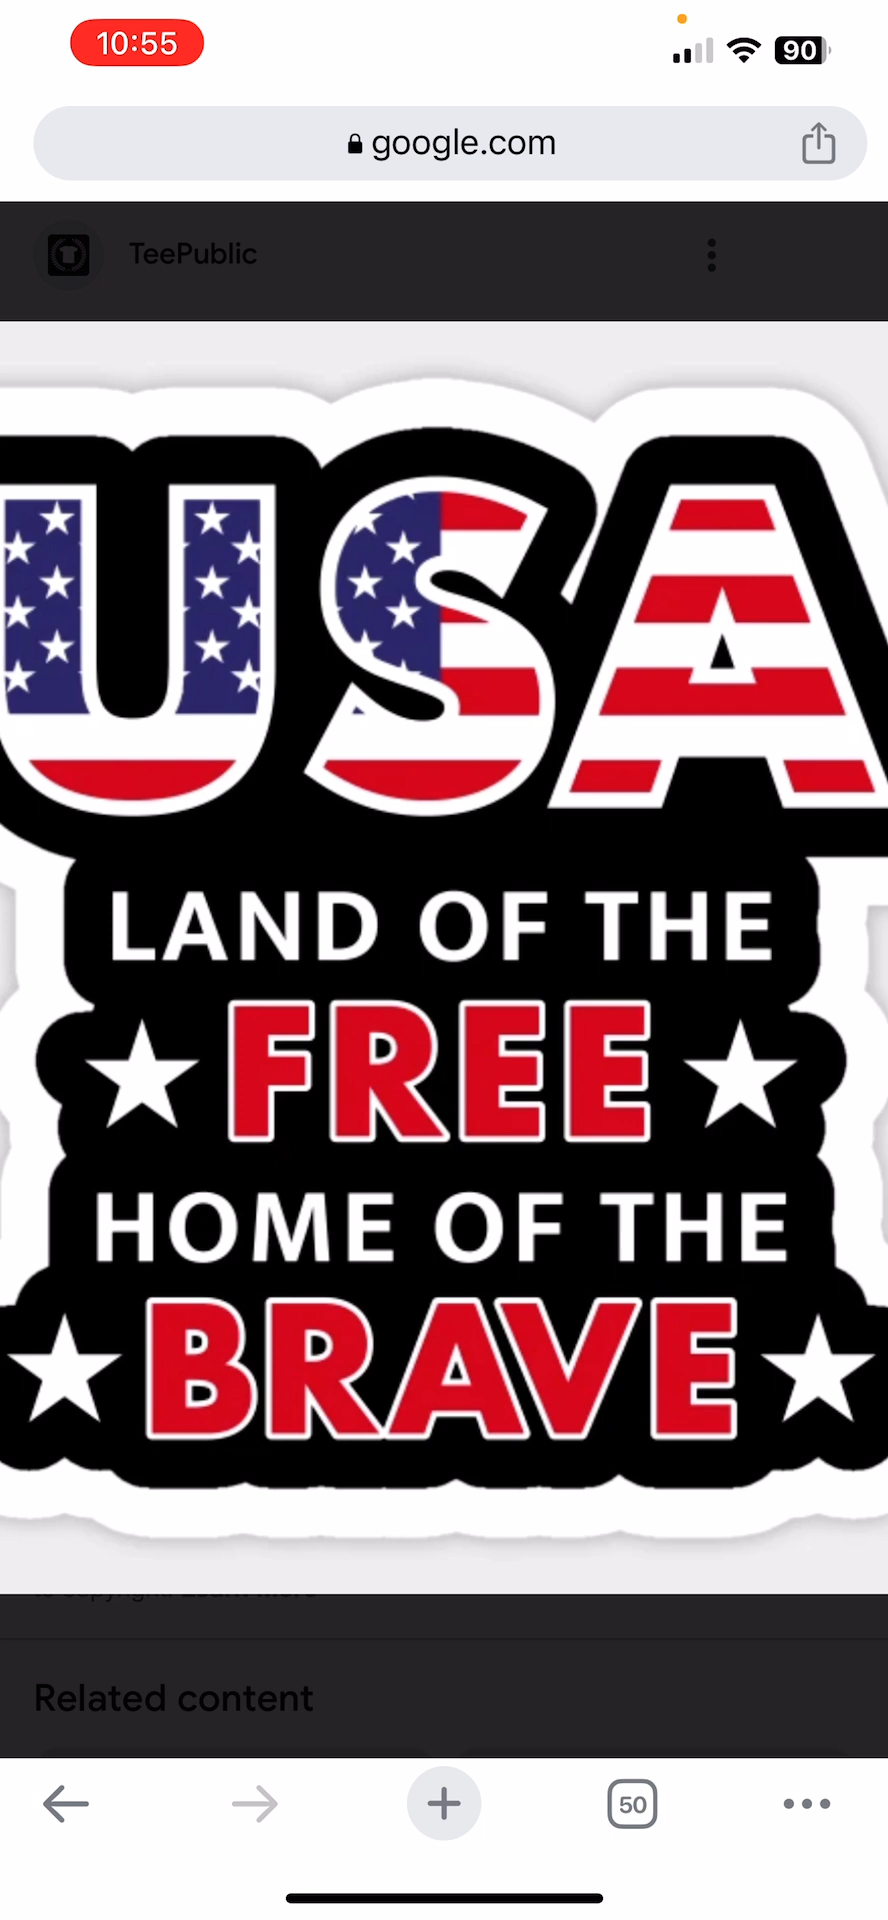 10:55
90
google.com
TeePublic
USA
LAND OF THE
FREE
HOME OF THE
BRAVE
Related content
50